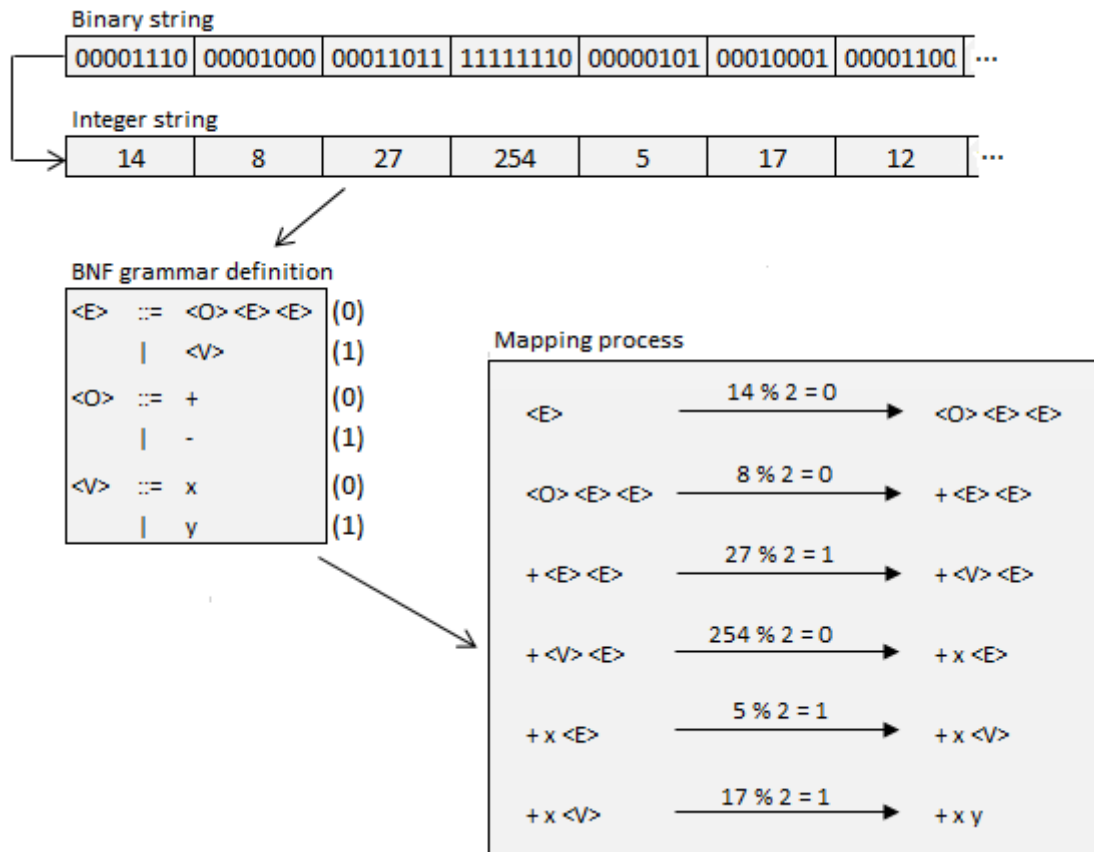 Binary string
00001110 00001000 00011011 11111110 00000101 00010001 00001100 ...
Integer string
14 8 27 254 5 17 12 ...
BNF grammar definition
<E> ::= <O> <E> <E> (0)
| <V> (1)
<O> ::= + (0)
| - (1)
<V> ::= x (0)
| y (1)
Mapping process
<E> 14 % 2 = 0 <O> <E> <E>
<O> <E> <E> 8 % 2 = 0 + <E> <E>
+ <E> <E> 27 % 2 = 1 + <V> <E>
+ <V> <E> 254 % 2 = 0 + x <E>
+ x <E> 5 % 2 = 1 + x <V>
+ x <V> 17 % 2 = 1 + x y